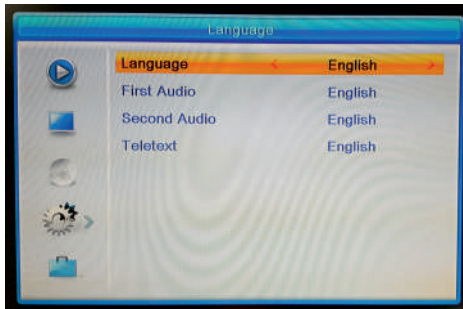 Language
Language English
First Audio English
Second Audio English
Teletext English